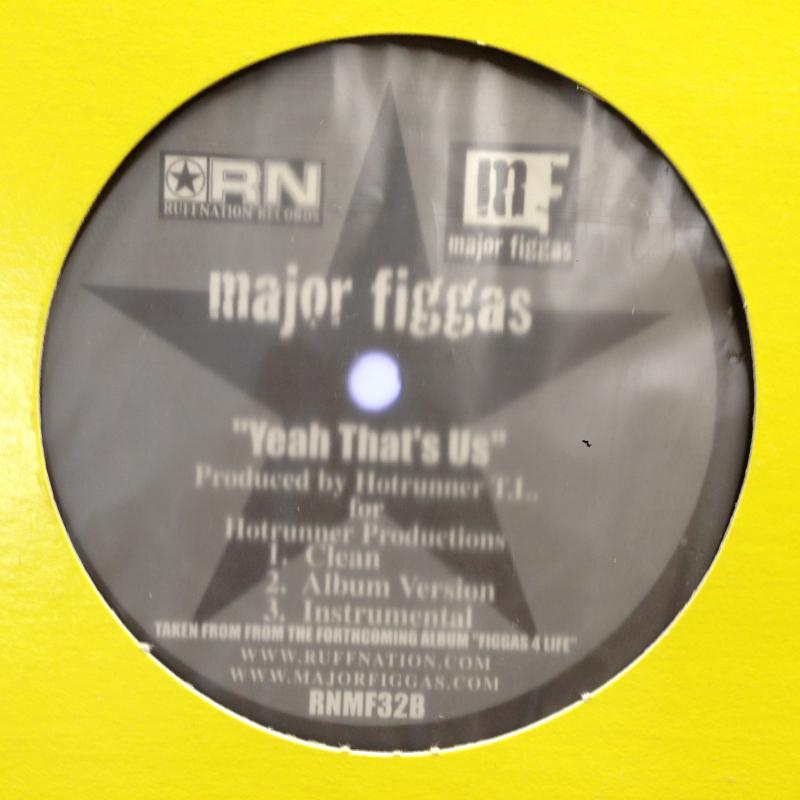 RN
RUFFNATION RECORDS
mf
major figgas
major figgas
"Yeah That's Us"
Produced by Hotrunner T.L.
for
Hotrunner Productions
1. Clean
2. Album Version
3. Instrumental
TAKEN FROM FROM THE FORTHCOMING ALBUM "FIGGAS 4 LIFE"
WWW.RUFFNATION.COM
WWW.MAJORFIGGAS.COM
RNMF32B